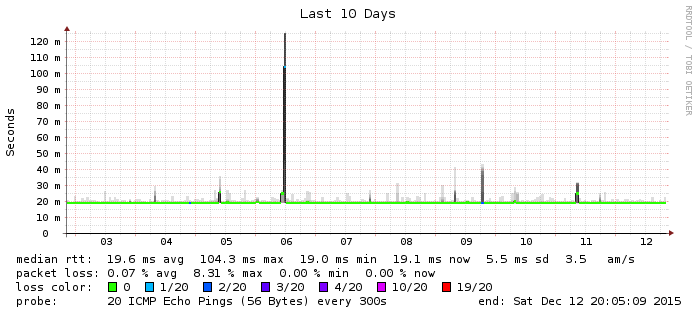 Last 10 Days
RRDTOOL / TOBI OETIKER
Seconds
120 m
110 m
100 m
90 m
80 m
70 m
60 m
50 m
40 m
30 m
20 m
10 m
0
03 04 05 06 07 08 09 10 11 12
median rtt: 19.6 ms avg 104.3 ms max 19.0 ms min 19.1 ms now 5.5 ms sd 3.5 am/s
packet loss: 0.07 % avg 8.31 % max 0.00 % min 0.00 % now
loss color: 0 1/20 2/20 3/20 4/20 10/20 19/20
probe: 20 ICMP Echo Pings (56 Bytes) every 300s end: Sat Dec 12 20:05:09 2015